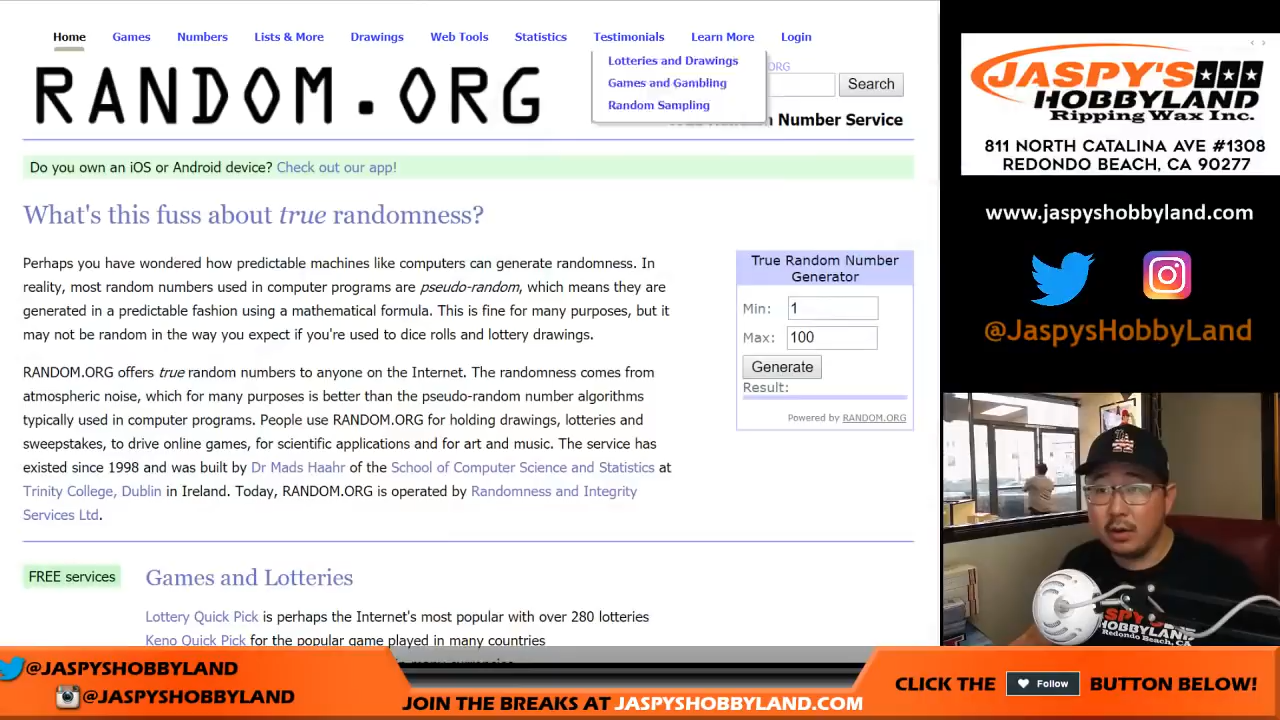 Home Games Numbers Lists & More Drawings Web Tools Statistics Testimonials Learn More Login
Lotteries and Drawings
Games and Gambling
Random Sampling
ORG
Search
RANDOM.ORG
Number Service
Do you own an iOS or Android device? Check out our app!
What's this fuss about true randomness?
Perhaps you have wondered how predictable machines like computers can generate randomness. In
reality, most random numbers used in computer programs are pseudo-random, which means they are
generated in a predictable fashion using a mathematical formula. This is fine for many purposes, but it
may not be random in the way you expect if you're used to dice rolls and lottery drawings.
RANDOM.ORG offers true random numbers to anyone on the Internet. The randomness comes from
atmospheric noise, which for many purposes is better than the pseudo-random number algorithms
typically used in computer programs. People use RANDOM.ORG for holding drawings, lotteries and
sweepstakes, to drive online games, for scientific applications and for art and music. The service has
existed since 1998 and was built by Dr Mads Haahr of the School of Computer Science and Statistics at
Trinity College, Dublin in Ireland. Today, RANDOM.ORG is operated by Randomness and Integrity
Services Ltd.
True Random Number
Generator
Min: 1
Max: 100
Generate
Result:
Powered by RANDOM.ORG
FREE services
Games and Lotteries
Lottery Quick Pick is perhaps the Internet's most popular with over 280 lotteries
Keno Quick Pick for the popular game played in many countries
JASPY'S
HOBBYLAND
Ripping Wax Inc.
811 NORTH CATALINA AVE #1308
REDONDO BEACH, CA 90277
www.jaspyshobbyland.com
@JaspysHobbyLand
JASPY'S
HOBBYLAND
Redondo Beach, CA
@JASPYSHOBBYLAND
@JASPYSHOBBYLAND
JOIN THE BREAKS AT JASPYSHOBBYLAND.COM
CLICK THE Follow BUTTON BELOW!